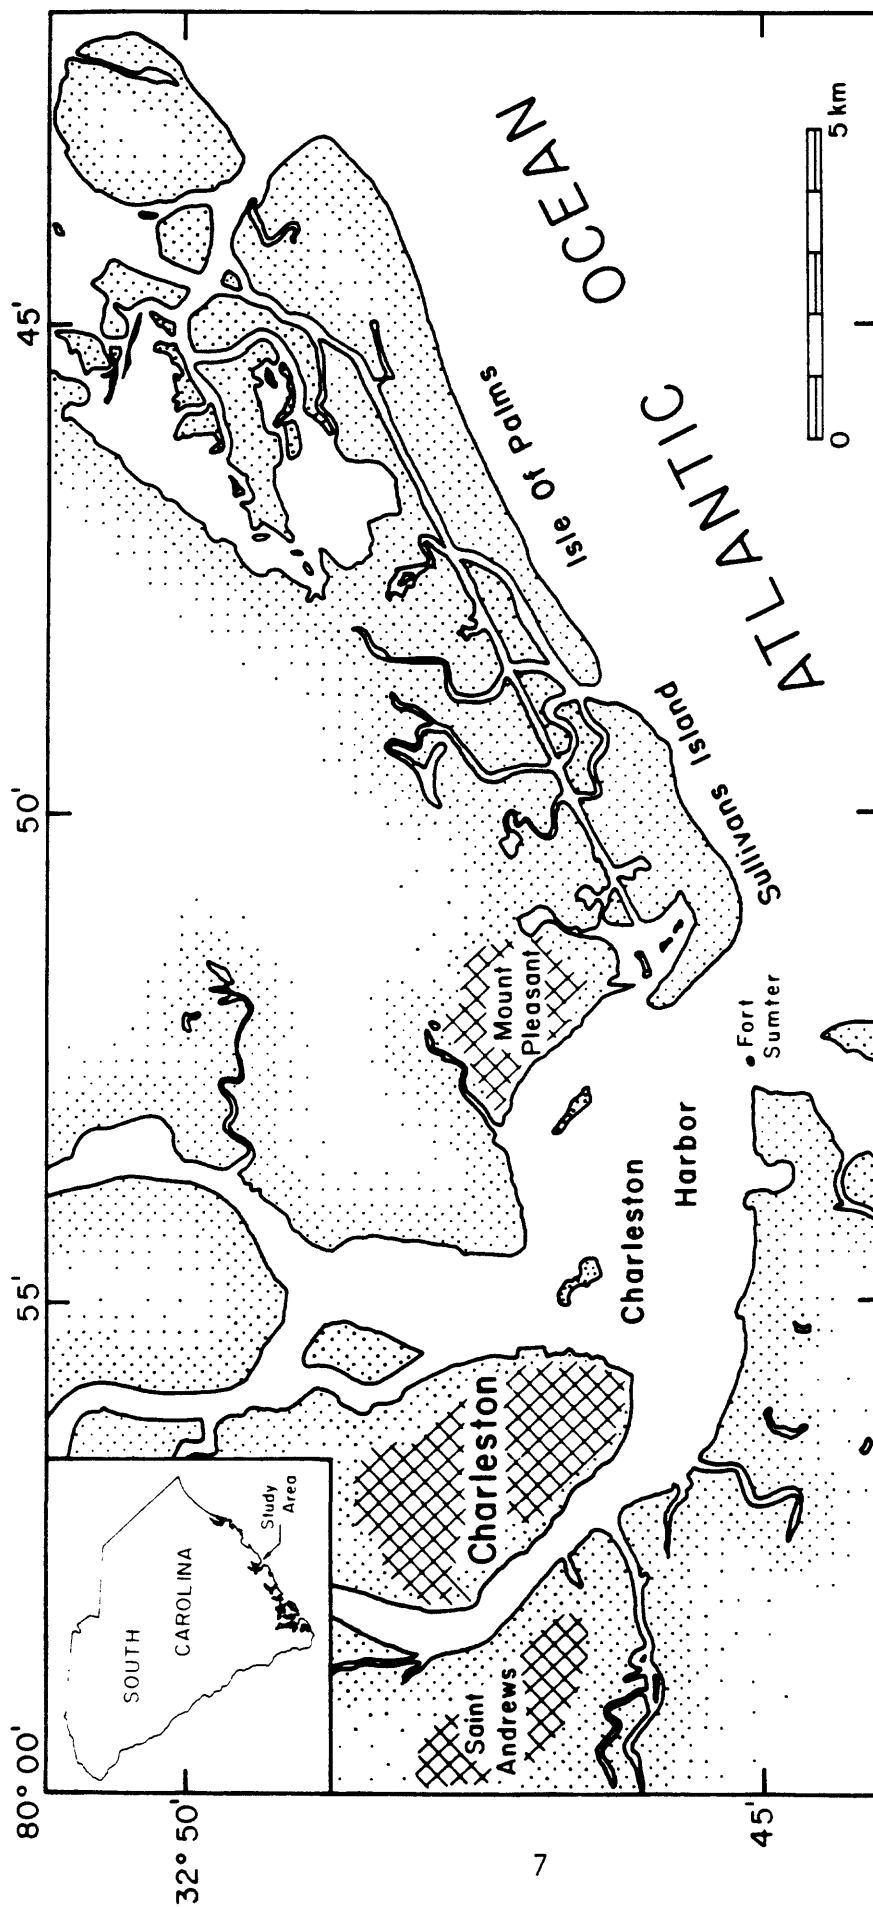 80° 00'
55'
50'
45'
32° 50'
45'
SOUTH
CAROLINA
Study
Area
Saint
Andrews
Charleston
Charleston
Harbor
Mount
Pleasant
Fort
Sumter
Sullivans Island
Isle Of Palms
ATLANTIC OCEAN
0 5 km
7